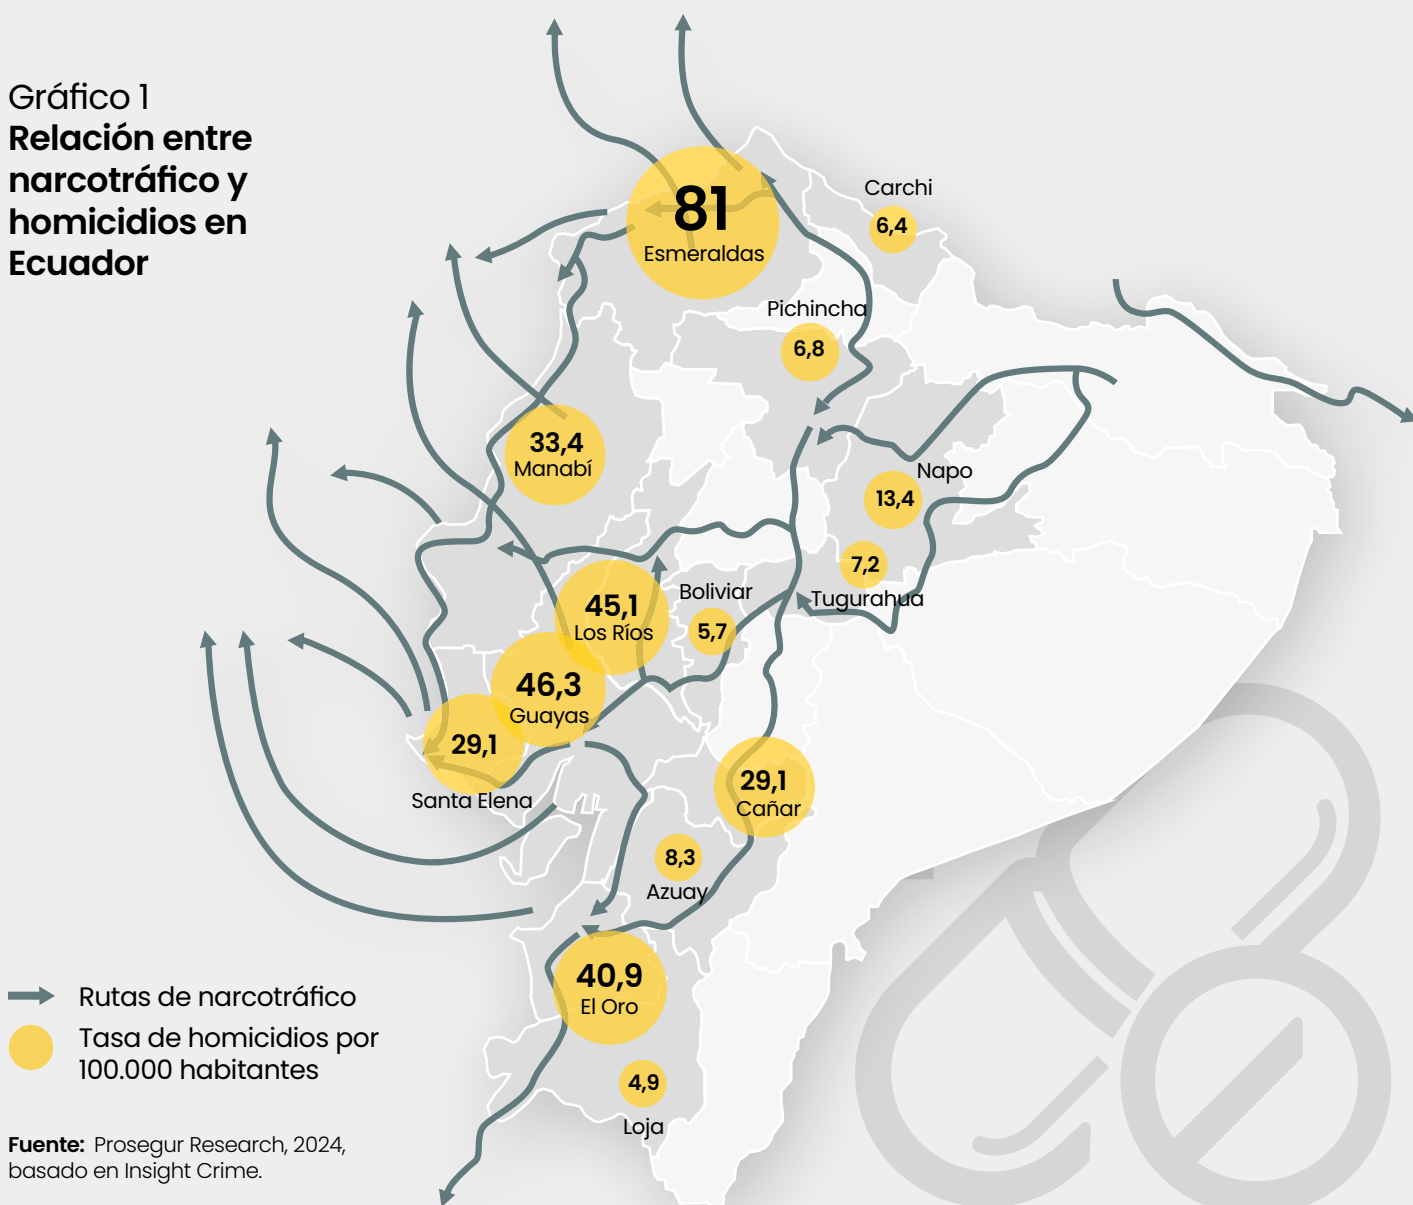 Gráfico 1
Relación entre
narcotráfico y
homicidios en
Ecuador
81
Esmeraldas
Carchi
6,4
Pichincha
6,8
33,4
Manabí
Napo
13,4
7,2
Tugurahua
45,1
Los Ríos
Boliviar
5,7
46,3
Guayas
29,1
Santa Elena
29,1
Cañar
8,3
Azuay
40,9
El Oro
4,9
Loja
Rutas de narcotráfico
Tasa de homicidios por
100.000 habitantes
Fuente: Prosegur Research, 2024,
basado en Insight Crime.